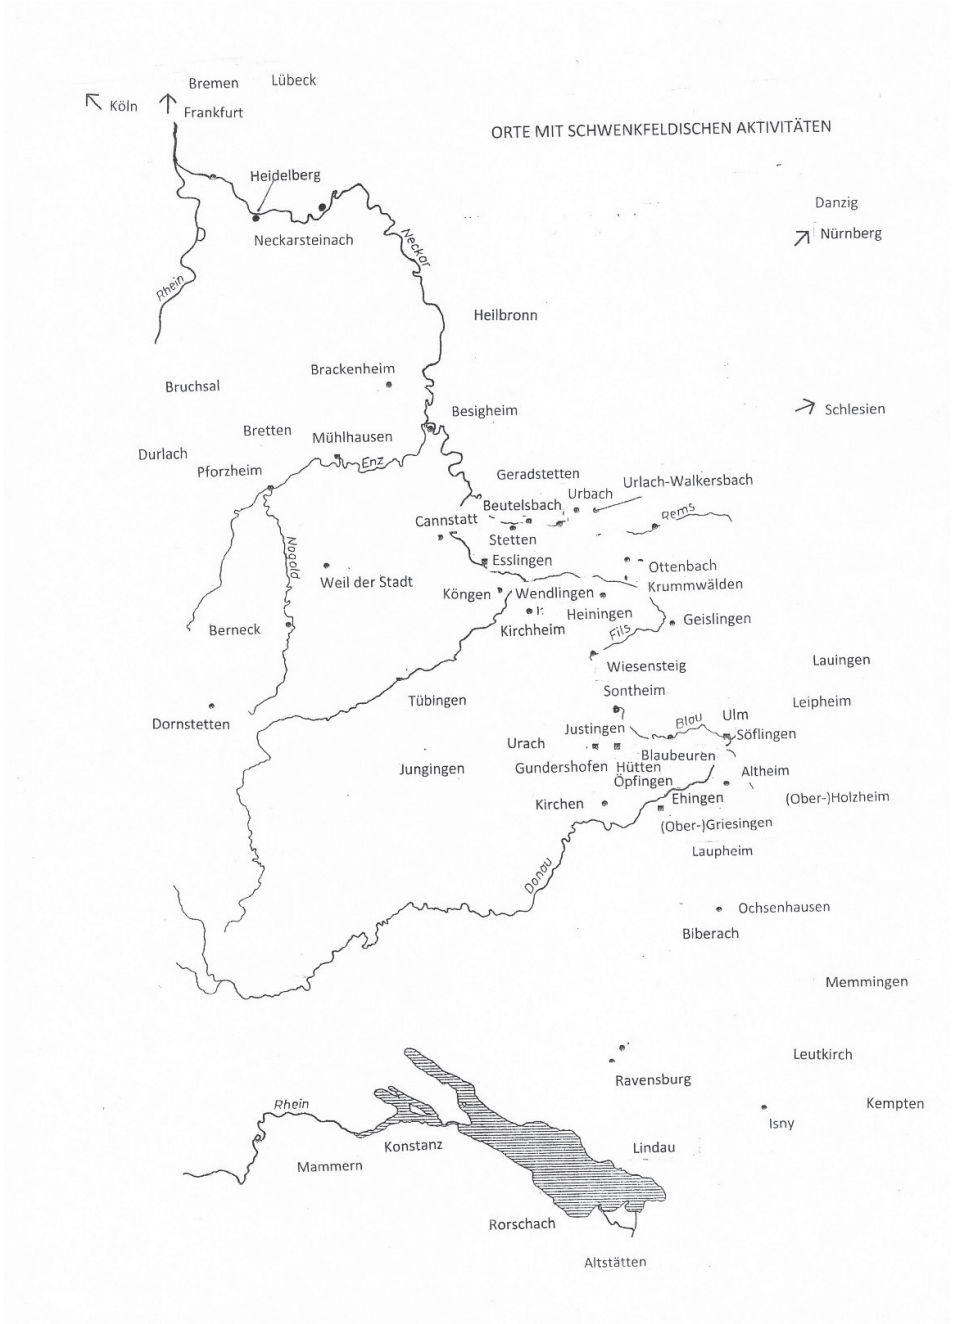 Bremen Lübeck
Köln Frankfurt
ORTE MIT SCHWENKFELDISCHEN AKTIVITÄTEN
Heidelberg
Danzig
Neckarsteinach
Neckar
Nürnberg
Rhein
Heilbronn
Brackenheim
Bruchsal
Besigheim
Schlesien
Bretten
Mühlhausen
Durlach
Enz
Pforzheim
Geradstetten
Urlach-Walkersbach
Urbach
Beutelsbach
Rems
Cannstatt
Stetten
Nagold
Esslingen
Ottenbach
Weil der Stadt
Krummwälden
Köngen
Wendlingen
Heiningen
Geislingen
Berneck
Kirchheim
Fils
Wiesensteig
Lauingen
Sontheim
Tübingen
Leipheim
Dornstetten
Blau
Ulm
Justingen
Söflingen
Urach
Blaubeuren
Jungingen
Gundershofen Hütten
Öpfingen
Altheim
Kirchen
Ehingen
(Ober-)Holzheim
(Ober-)Griesingen
Laupheim
Donau
Ochsenhausen
Biberach
Memmingen
Leutkirch
Ravensburg
Rhein
Kempten
Isny
Konstanz
Lindau
Mammern
Rorschach
Altstätten